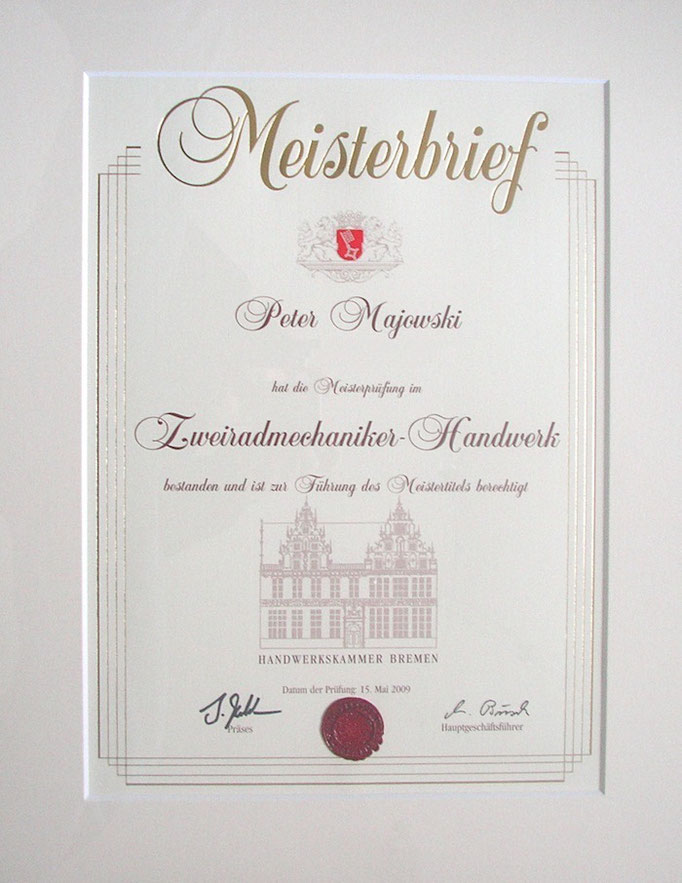 Meisterbrief
Peter Majowski
hat die Meisterprüfung im
Zweiradmechaniker-Handwerk
bestanden und ist zur Führung des Meistertitels berechtigt
HANDWERKSKAMMER BREMEN
Datum der Prüfung: 15. Mai 2009
Präses
Hauptgeschäftsführer